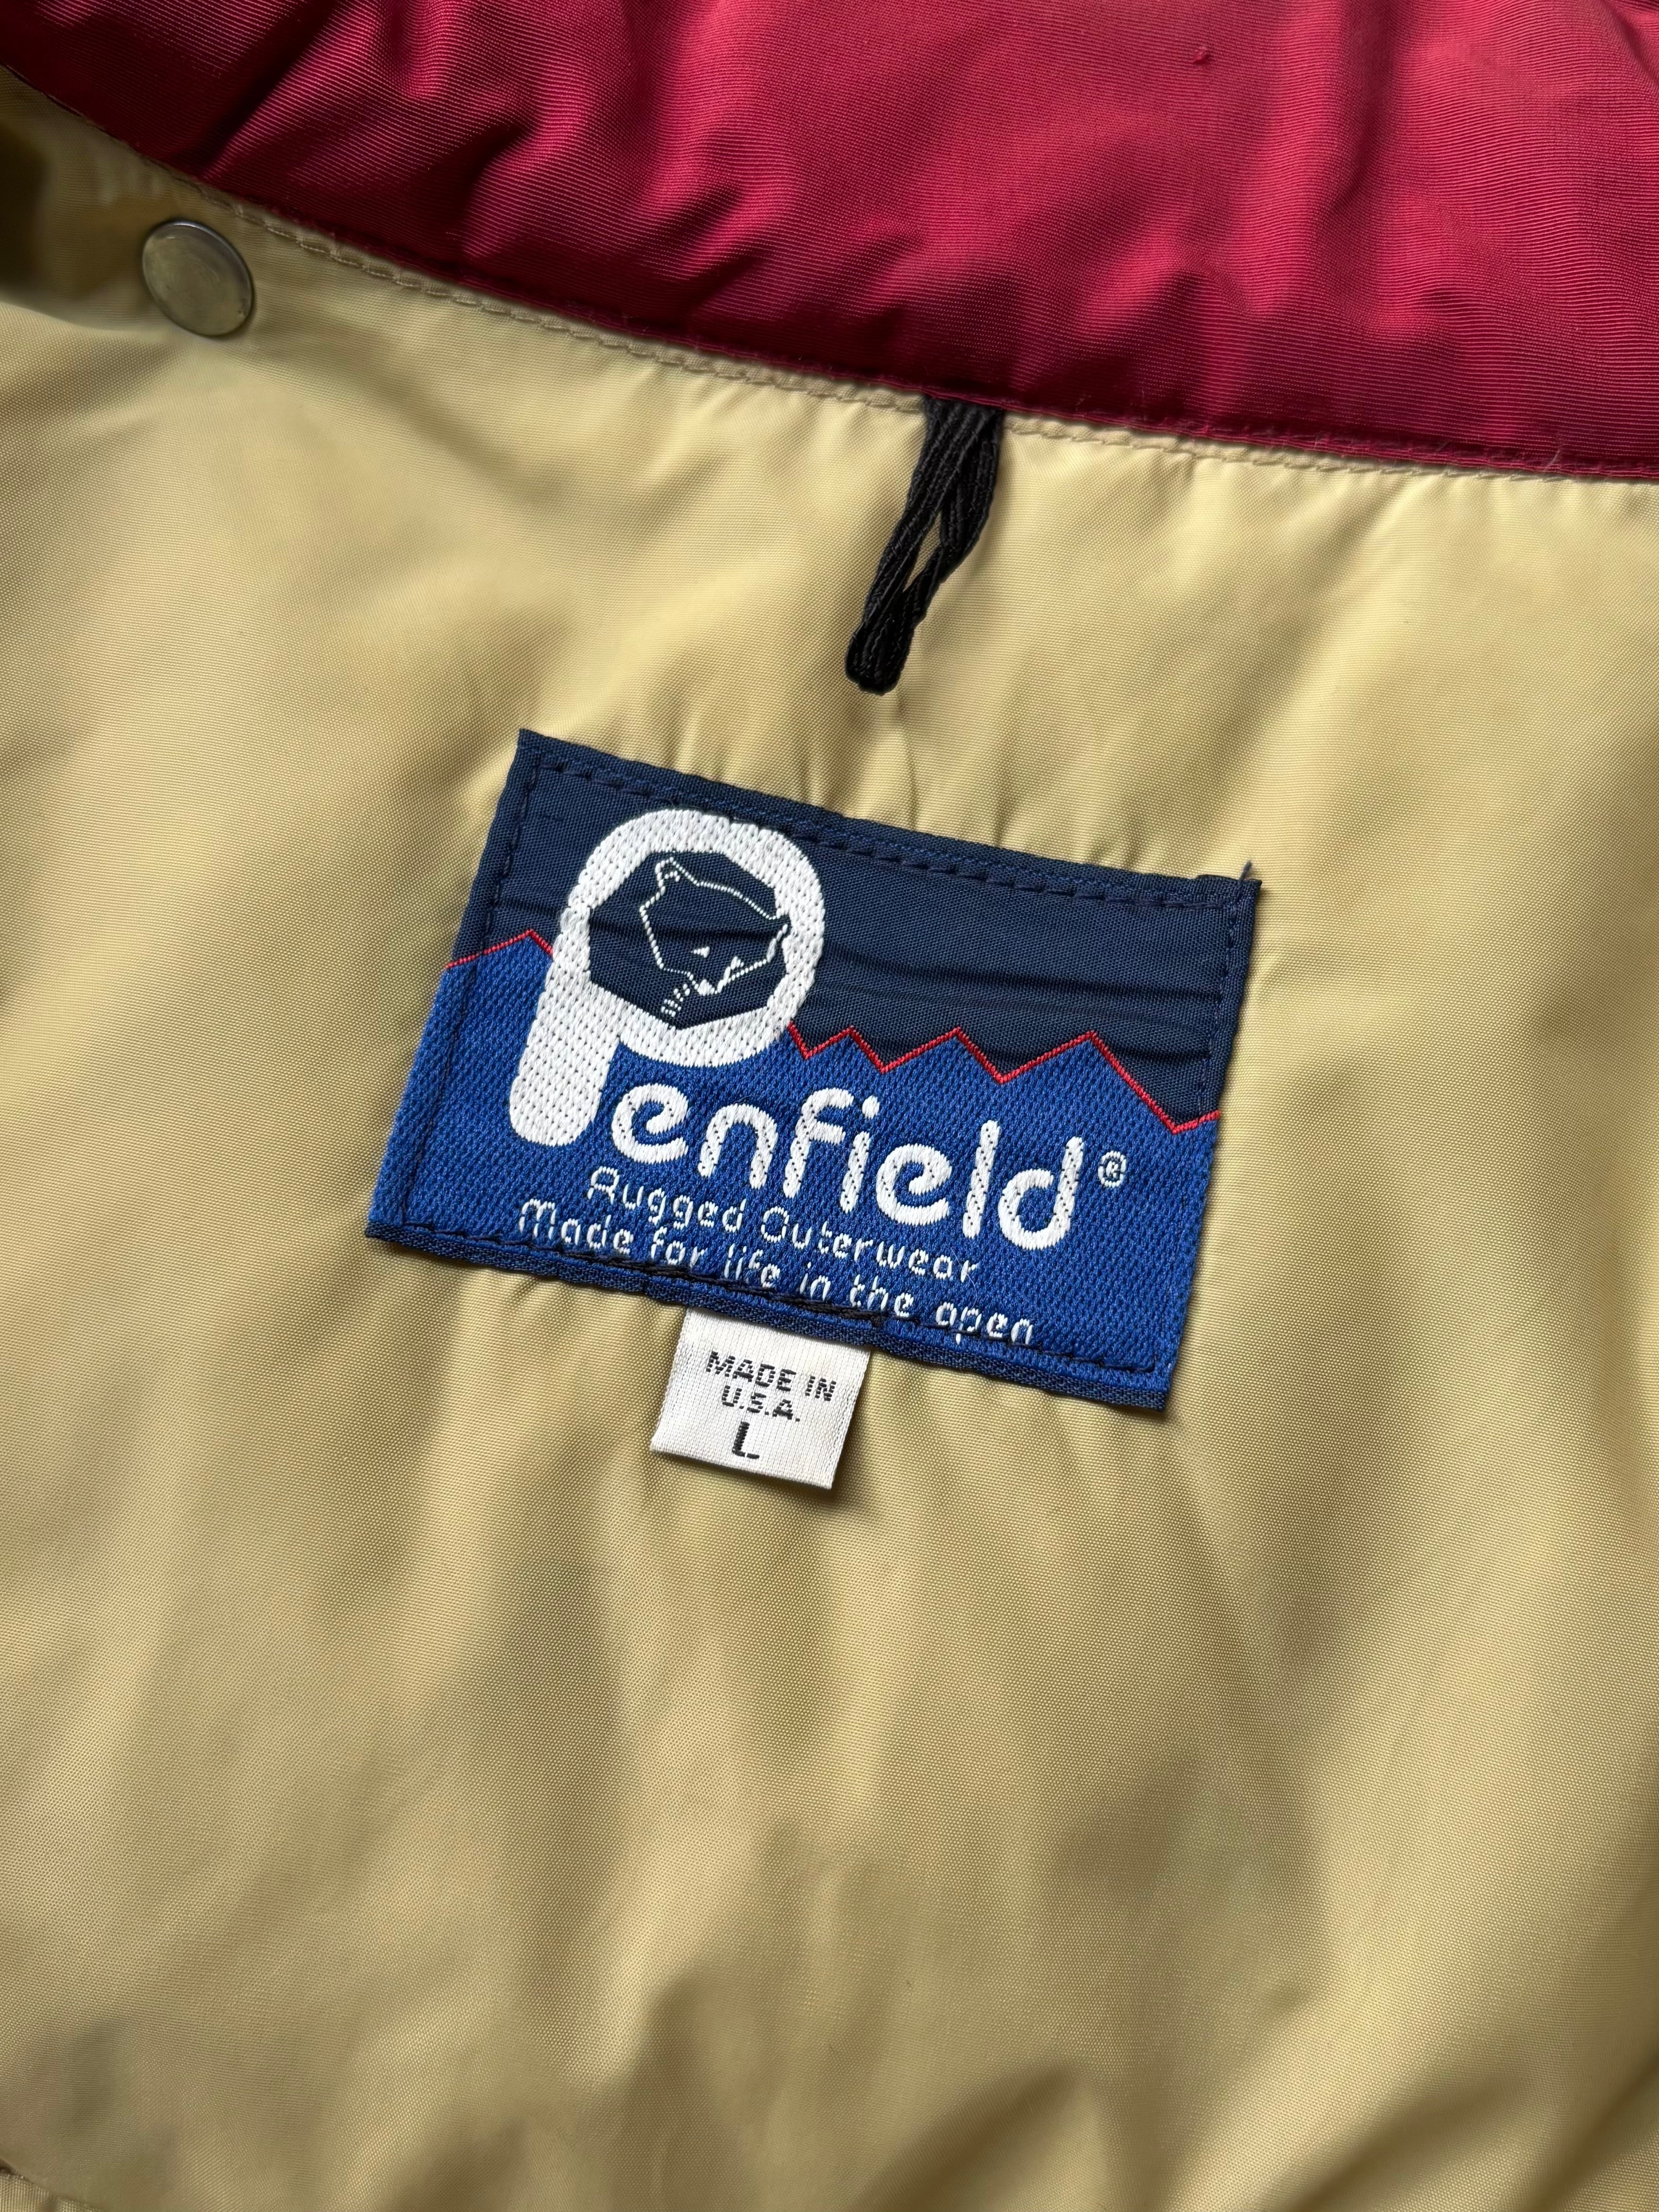 Penfield®
Rugged Outerwear
Made for life in the open
MADE IN
U.S.A.
L